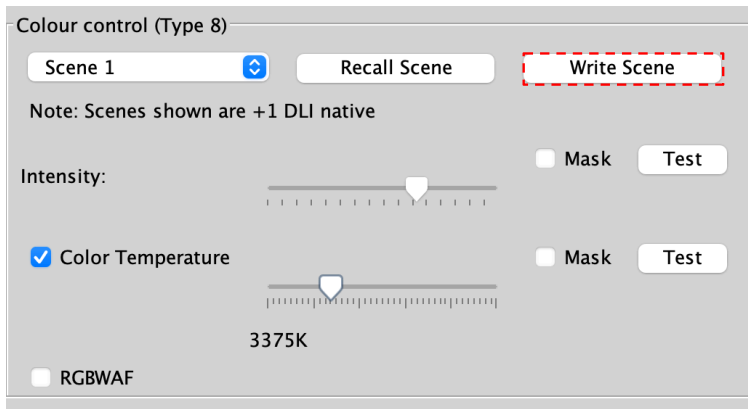 Colour control (Type 8)
Scene 1 Recall Scene Write Scene
Note: Scenes shown are +1 DLI native
Intensity: Mask Test
Color Temperature Mask Test
3375K
RGBWAF